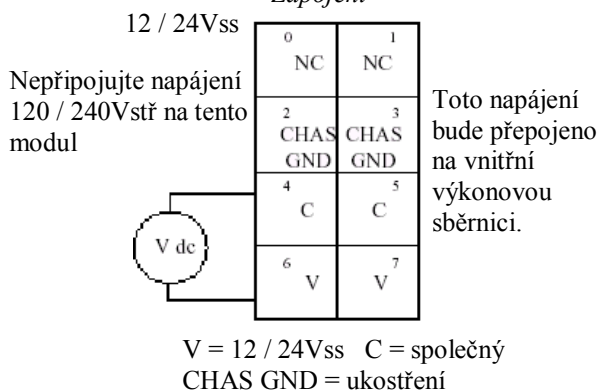 Zapojení
12 / 24Vss
0 1
NC NC
Nepřipojujte napájení
120 / 240Vstř na tento
modul
2 3
CHAS CHAS
GND GND
4 5
C C
V dc
6 7
V V
Toto napájení
bude přepojeno
na vnitřní
výkonovou
sběrnici.
V = 12 / 24Vss C = společný
CHAS GND = ukostření